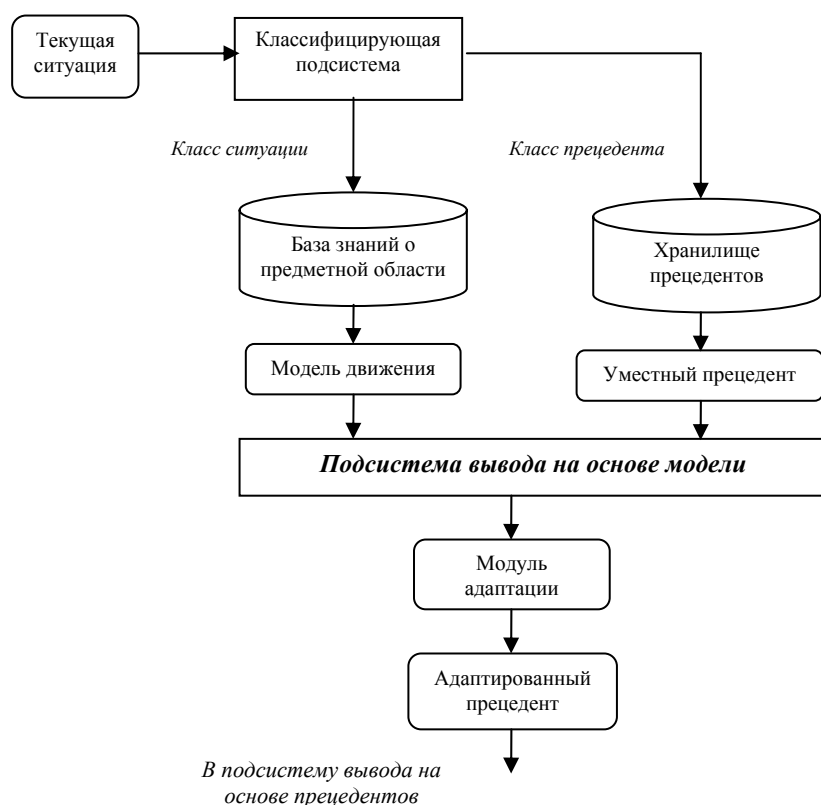 Текущая
ситуация
Классифицирующая
подсистема
Класс ситуации
Класс прецедента
База знаний о
предметной области
Хранилище
прецедентов
Модель движения
Уместный прецедент
Подсистема вывода на основе модели
Модуль
адаптации
Адаптированный
прецедент
В подсистему вывода на
основе прецедентов